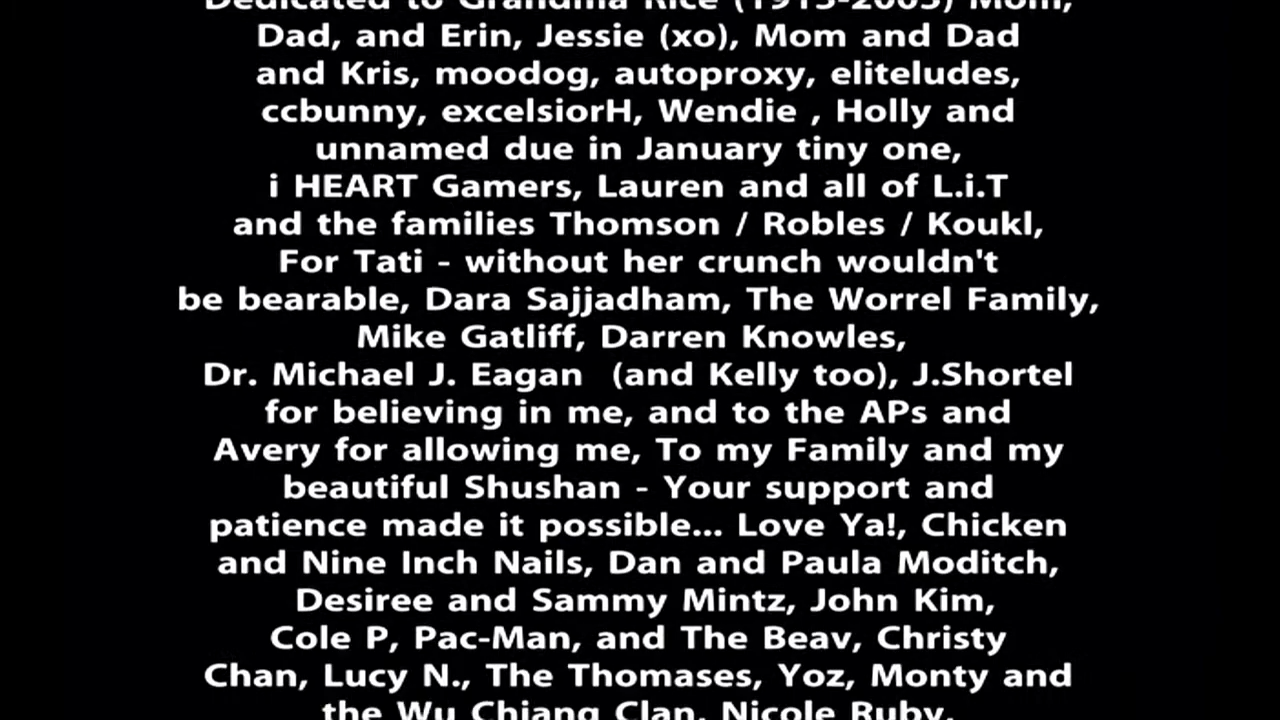 Dedicated to Grandma Rice (1915-2005) Mom,
Dad, and Erin, Jessie (xo), Mom and Dad
and Kris, moodog, autoproxy, eliteludes,
ccbunny, excelsiorH, Wendie , Holly and
unnamed due in January tiny one,
i HEART Gamers, Lauren and all of L.i.T
and the families Thomson / Robles / Koukl,
For Tati - without her crunch wouldn't
be bearable, Dara Sajjadham, The Worrel Family,
Mike Gatliff, Darren Knowles,
Dr. Michael J. Eagan  (and Kelly too), J.Shortel
for believing in me, and to the APs and
Avery for allowing me, To my Family and my
beautiful Shushan - Your support and
patience made it possible... Love Ya!, Chicken
and Nine Inch Nails, Dan and Paula Moditch,
Desiree and Sammy Mintz, John Kim,
Cole P, Pac-Man, and The Beav, Christy
Chan, Lucy N., The Thomases, Yoz, Monty and
the Wu Chiang Clan, Nicole Ruby,